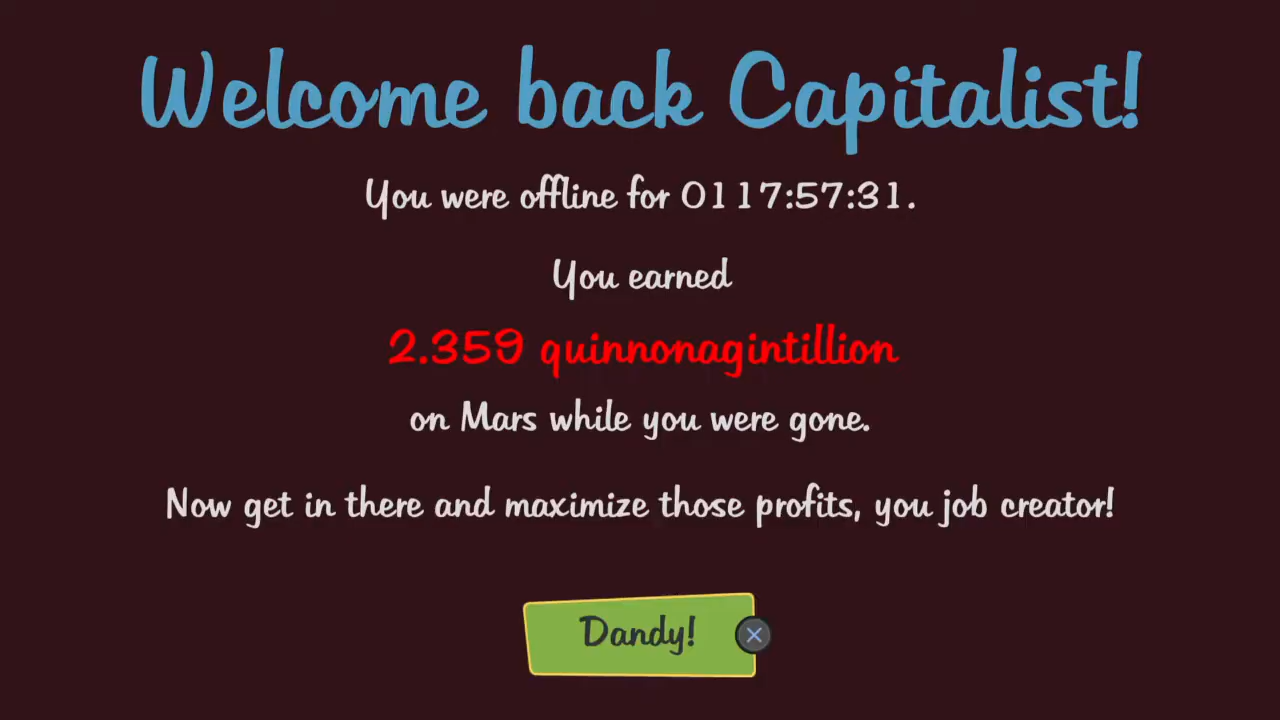 Welcome back Capitalist!
You were offline for 0117:57:31.
You earned
2.359 quinnonagintillion
on Mars while you were gone.
Now get in there and maximize those profits, you job creator!
Dandy!